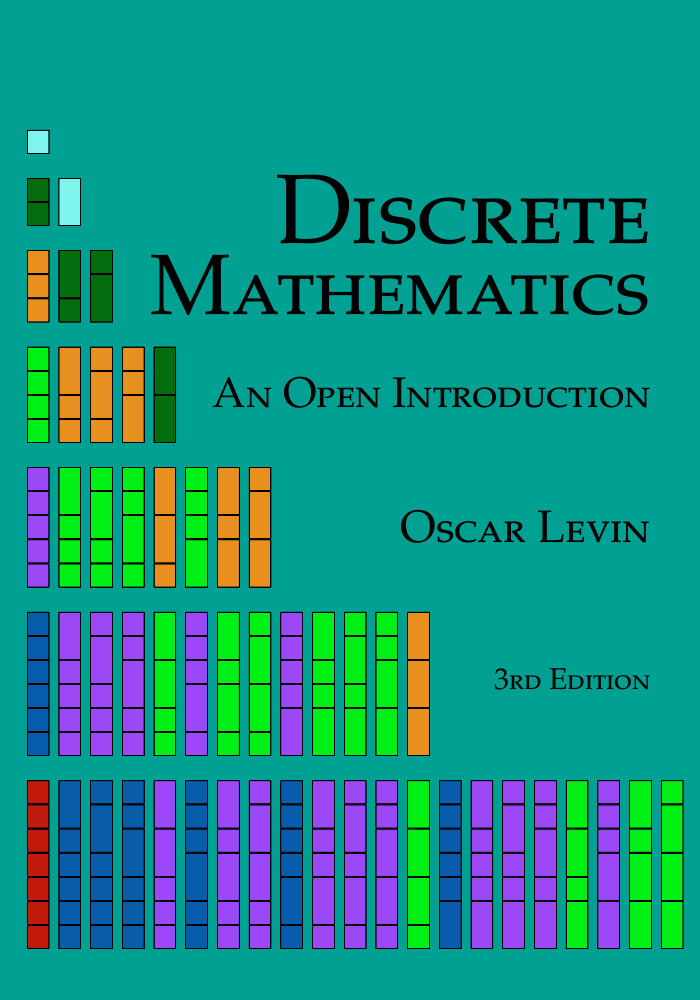 Discrete
Mathematics
An Open Introduction
Oscar Levin
3rd Edition